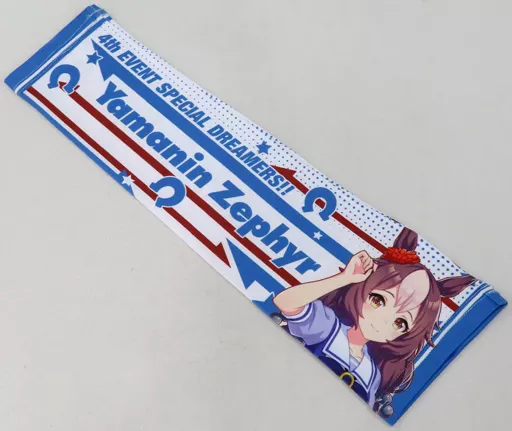 4th EVENT SPECIAL DREAMERS!!
Yamanin Zephyr